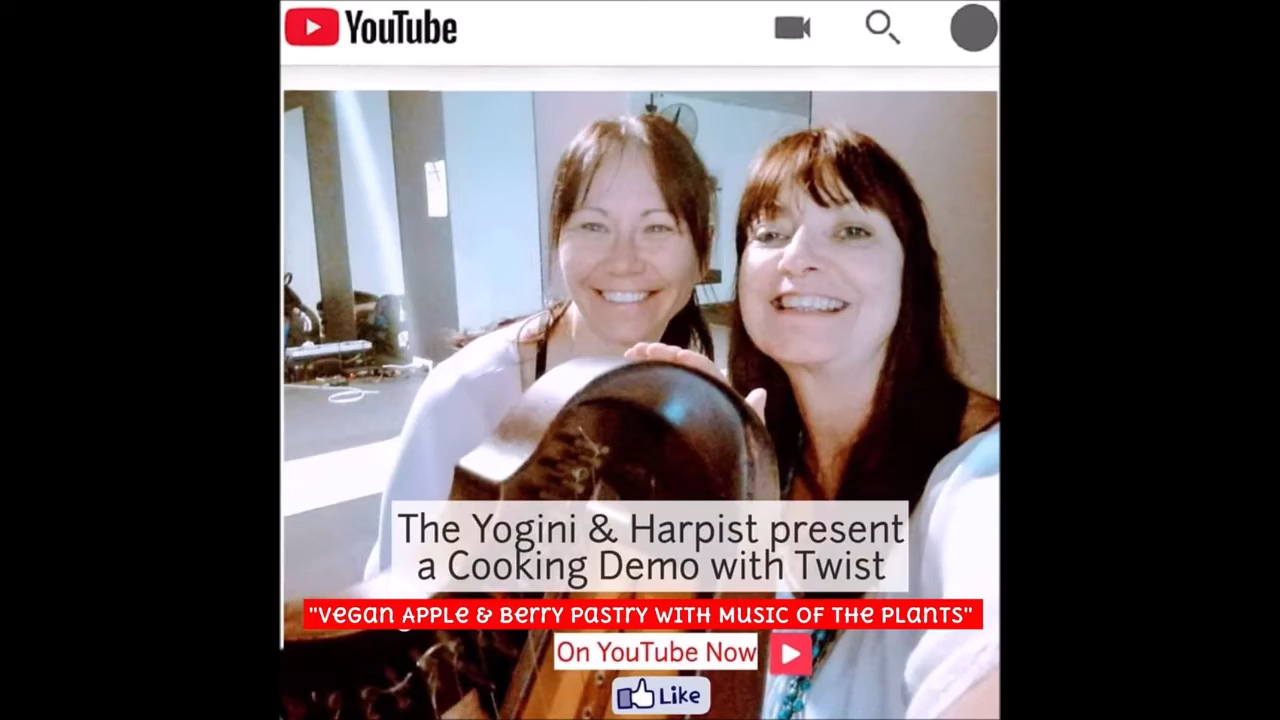 YouTube
The Yogini & Harpist present
a Cooking Demo with Twist
"Vegan Apple & Berry Pastry with Music of the Plants"
On YouTube Now
Like